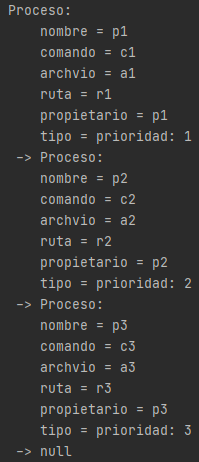 Proceso:
    nombre = p1
    comando = c1
    archvio = a1
    ruta = r1
    propietario = p1
    tipo = prioridad: 1
 -> Proceso:
    nombre = p2
    comando = c2
    archvio = a2
    ruta = r2
    propietario = p2
    tipo = prioridad: 2
 -> Proceso:
    nombre = p3
    comando = c3
    archvio = a3
    ruta = r3
    propietario = p3
    tipo = prioridad: 3
 -> null